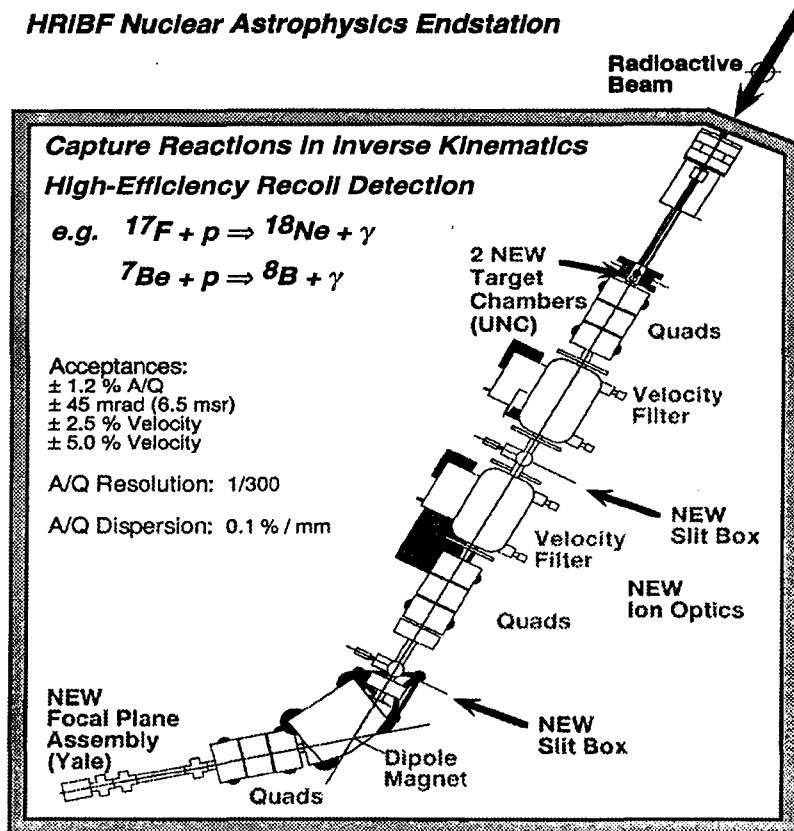 HRIBF Nuclear Astrophysics Endstation
Radioactive
Beam
Capture Reactions in Inverse Kinematics
High-Efficiency Recoil Detection
e.g. ¹⁷F + p ⇒ ¹⁸Ne + γ
⁷Be + p ⇒ ⁸B + γ
2 NEW
Target
Chambers
(UNC)
Quads
Acceptances:
± 1.2 % A/Q
± 45 mrad (6.5 msr)
± 2.5 % Velocity
± 5.0 % Velocity
Velocity
Filter
A/Q Resolution: 1/300
A/Q Dispersion: 0.1 % / mm
NEW
Slit Box
Velocity
Filter
NEW
Ion Optics
Quads
NEW
Focal Plane
Assembly
(Yale)
NEW
Slit Box
Dipole
Magnet
Quads